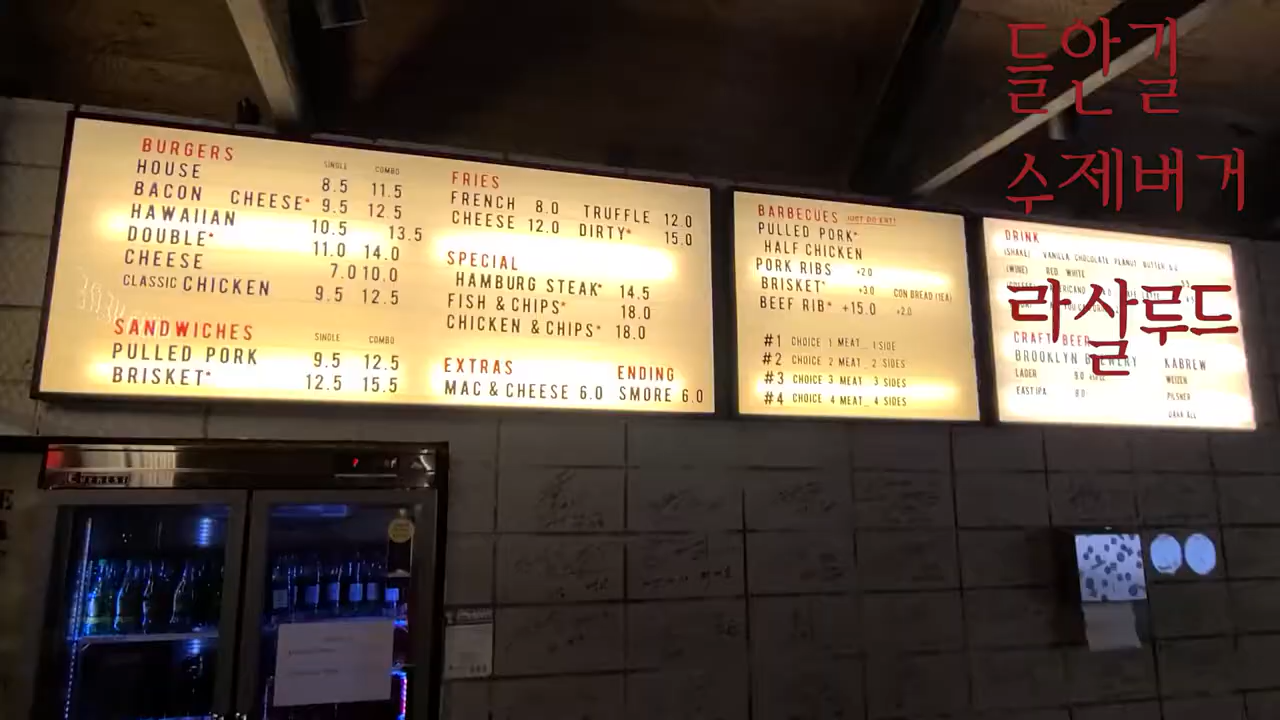 들안길
수제버거
라살루드
BURGERS SINGLE COMBO
HOUSE 8.5 11.5
BACON CHEESE* 9.5 12.5
HAWAIIAN 10.5 13.5
DOUBLE* 11.0 14.0
CHEESE 7.0 10.0
CLASSIC CHICKEN 9.5 12.5
SANDWICHES SINGLE COMBO
PULLED PORK 9.5 12.5
BRISKET* 12.5 15.5
FRIES
FRENCH 8.0 TRUFFLE 12.0
CHEESE 12.0 DIRTY* 15.0
SPECIAL
HAMBURG STEAK* 14.5
FISH & CHIPS* 18.0
CHICKEN & CHIPS* 18.0
EXTRAS ENDING
MAC & CHEESE 6.0 SMORE 6.0
BARBECUES JUST DO EAT!
PULLED PORK*
HALF CHICKEN
PORK RIBS +2.0
BRISKET* +3.0 CON BREAD (1EA)
BEEF RIB* +15.0 +2.0
#1 CHOICE 1 MEAT_ 1 SIDE
#2 CHOICE 2 MEAT_ 2 SIDES
#3 CHOICE 3 MEAT_ 3 SIDES
#4 CHOICE 4 MEAT_ 4 SIDES
DRINK
(SHAKE) VANILLA CHOCOLATE PEANUT BUTTER
(WINE) RED WHITE
CRAFT BEER
BROOKLYN BREWERY KABREW
LAGER 9.0 WEIZEN
EAST IPA 8.0 PILSNER
DARK ALE